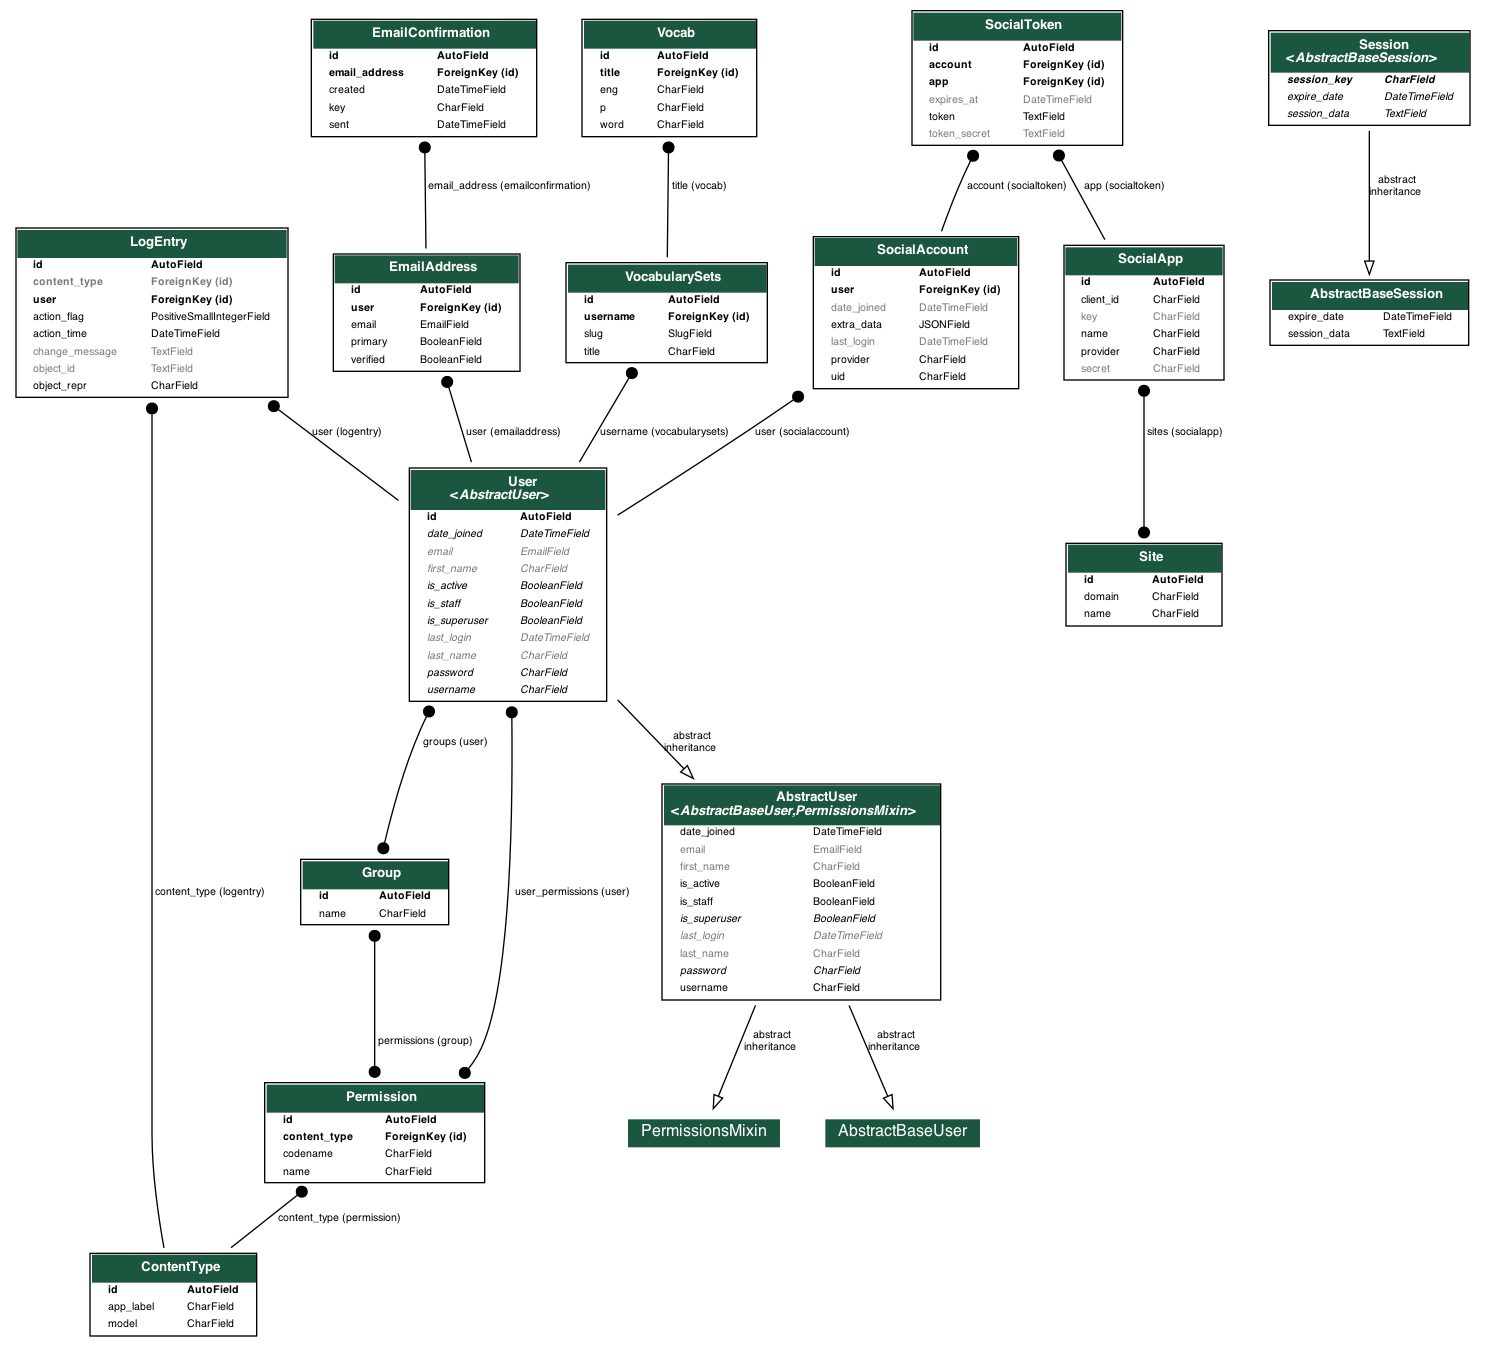 EmailConfirmation
id AutoField
email_address ForeignKey (id)
created DateTimeField
key CharField
sent DateTimeField
Vocab
id AutoField
title ForeignKey (id)
eng CharField
p CharField
word CharField
SocialToken
id AutoField
account ForeignKey (id)
app ForeignKey (id)
expires_at DateTimeField
token TextField
token_secret TextField
Session
<AbstractBaseSession>
session_key CharField
expire_date DateTimeField
session_data TextField
email_address (emailconfirmation)
title (vocab)
account (socialtoken)
app (socialtoken)
abstract
inheritance
LogEntry
id AutoField
content_type ForeignKey (id)
user ForeignKey (id)
action_flag PositiveSmallIntegerField
action_time DateTimeField
change_message TextField
object_id TextField
object_repr CharField
EmailAddress
id AutoField
user ForeignKey (id)
email EmailField
primary BooleanField
verified BooleanField
VocabularySets
id AutoField
username ForeignKey (id)
slug SlugField
title CharField
SocialAccount
id AutoField
user ForeignKey (id)
date_joined DateTimeField
extra_data JSONField
last_login DateTimeField
provider CharField
uid CharField
SocialApp
id AutoField
client_id CharField
key CharField
name CharField
provider CharField
secret CharField
AbstractBaseSession
expire_date DateTimeField
session_data TextField
user (logentry)
user (emailaddress)
username (vocabularysets)
user (socialaccount)
sites (socialapp)
User
<AbstractUser>
id AutoField
date_joined DateTimeField
email EmailField
first_name CharField
is_active BooleanField
is_staff BooleanField
is_superuser BooleanField
last_login DateTimeField
last_name CharField
password CharField
username CharField
Site
id AutoField
domain CharField
name CharField
groups (user)
abstract
inheritance
AbstractUser
<AbstractBaseUser,PermissionsMixin>
date_joined DateTimeField
email EmailField
first_name CharField
is_active BooleanField
is_staff BooleanField
is_superuser BooleanField
last_login DateTimeField
last_name CharField
password CharField
username CharField
Group
id AutoField
name CharField
content_type (logentry)
user_permissions (user)
permissions (group)
abstract
inheritance
abstract
inheritance
Permission
id AutoField
content_type ForeignKey (id)
codename CharField
name CharField
PermissionsMixin
AbstractBaseUser
content_type (permission)
ContentType
id AutoField
app_label CharField
model CharField